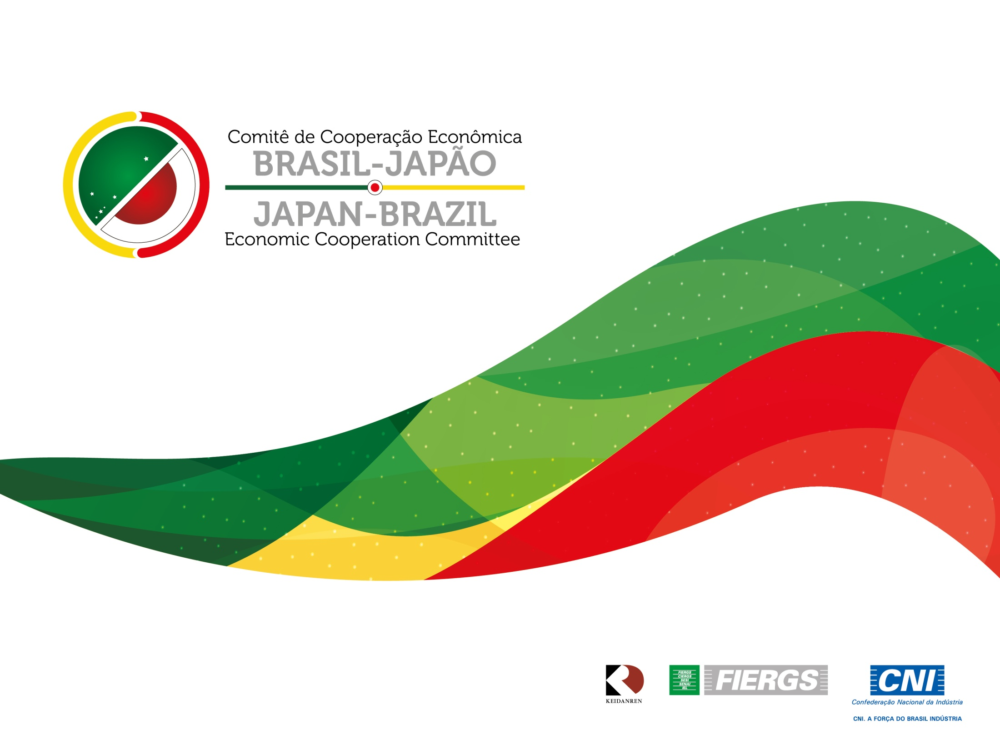 Comitê de Cooperação Econômica
BRASIL-JAPÃO
JAPAN-BRAZIL
Economic Cooperation Committee
KEIDANREN
FIERGS
CIERGS
SESI
SENAI
IEL
FIERGS
CNI
Confederação Nacional da Indústria
CNI. A FORÇA DO BRASIL INDÚSTRIA